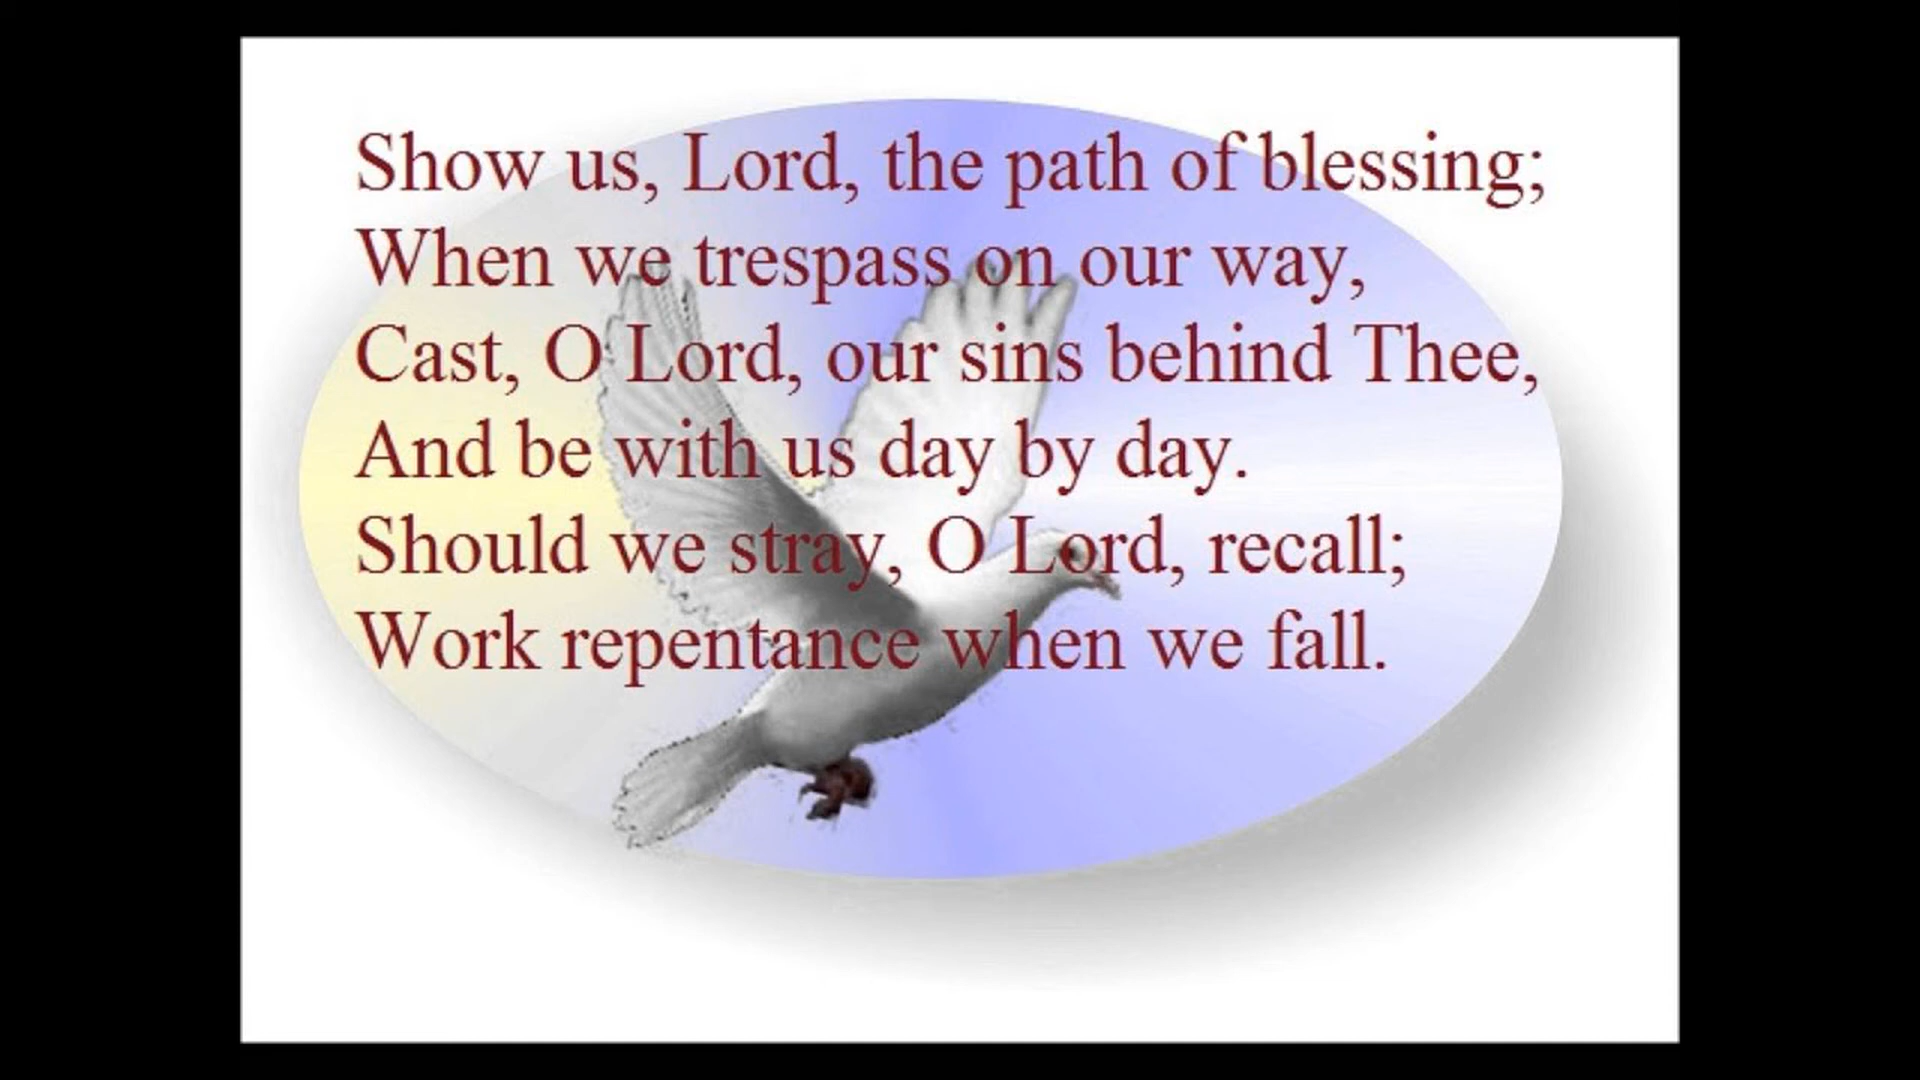 Show us, Lord, the path of blessing;
When we trespass on our way,
Cast, O Lord, our sins behind Thee,
And be with us day by day.
Should we stray, O Lord, recall;
Work repentance when we fall.